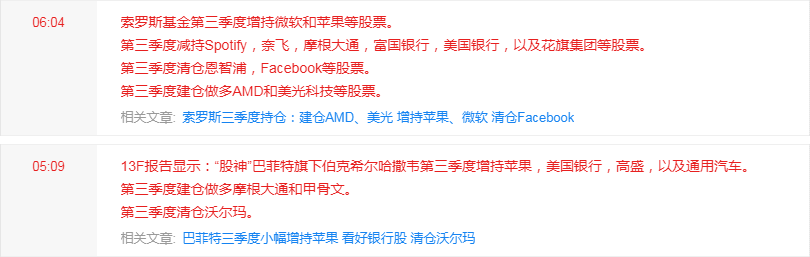 06:04
索罗斯基金第三季度增持微软和苹果等股票。
第三季度减持Spotify，奈飞，摩根大通，富国银行，美国银行，以及花旗集团等股票。
第三季度清仓恩智浦，Facebook等股票。
第三季度建仓做多AMD和美光科技等股票。
相关文章: 索罗斯三季度持仓：建仓AMD、美光 增持苹果、微软 清仓Facebook
05:09
13F报告显示：“股神”巴菲特旗下伯克希尔哈撒韦第三季度增持苹果，美国银行，高盛，以及通用汽车。
第三季度建仓做多摩根大通和甲骨文。
第三季度清仓沃尔玛。
相关文章: 巴菲特三季度小幅增持苹果 看好银行股 清仓沃尔玛